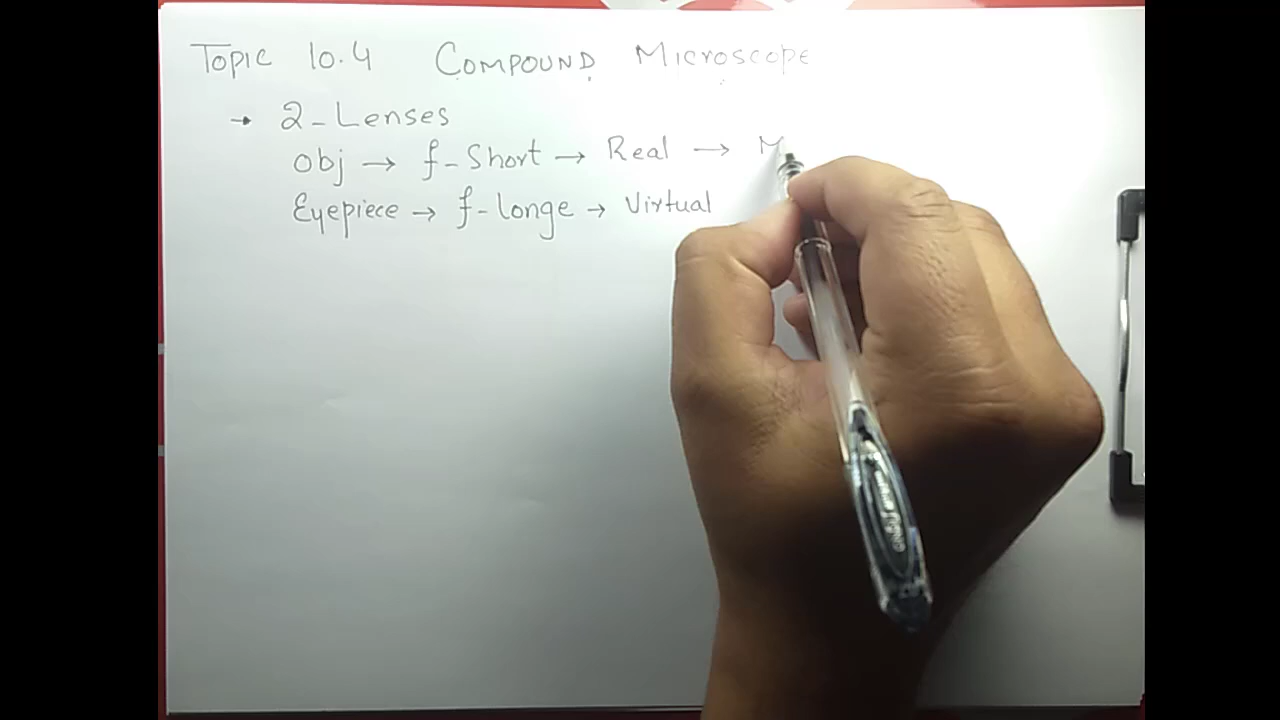 Topic 10.4 Compound Microscope
→ 2-Lenses
Obj → f-Short → Real → M
Eyepiece → f-longe → Virtual